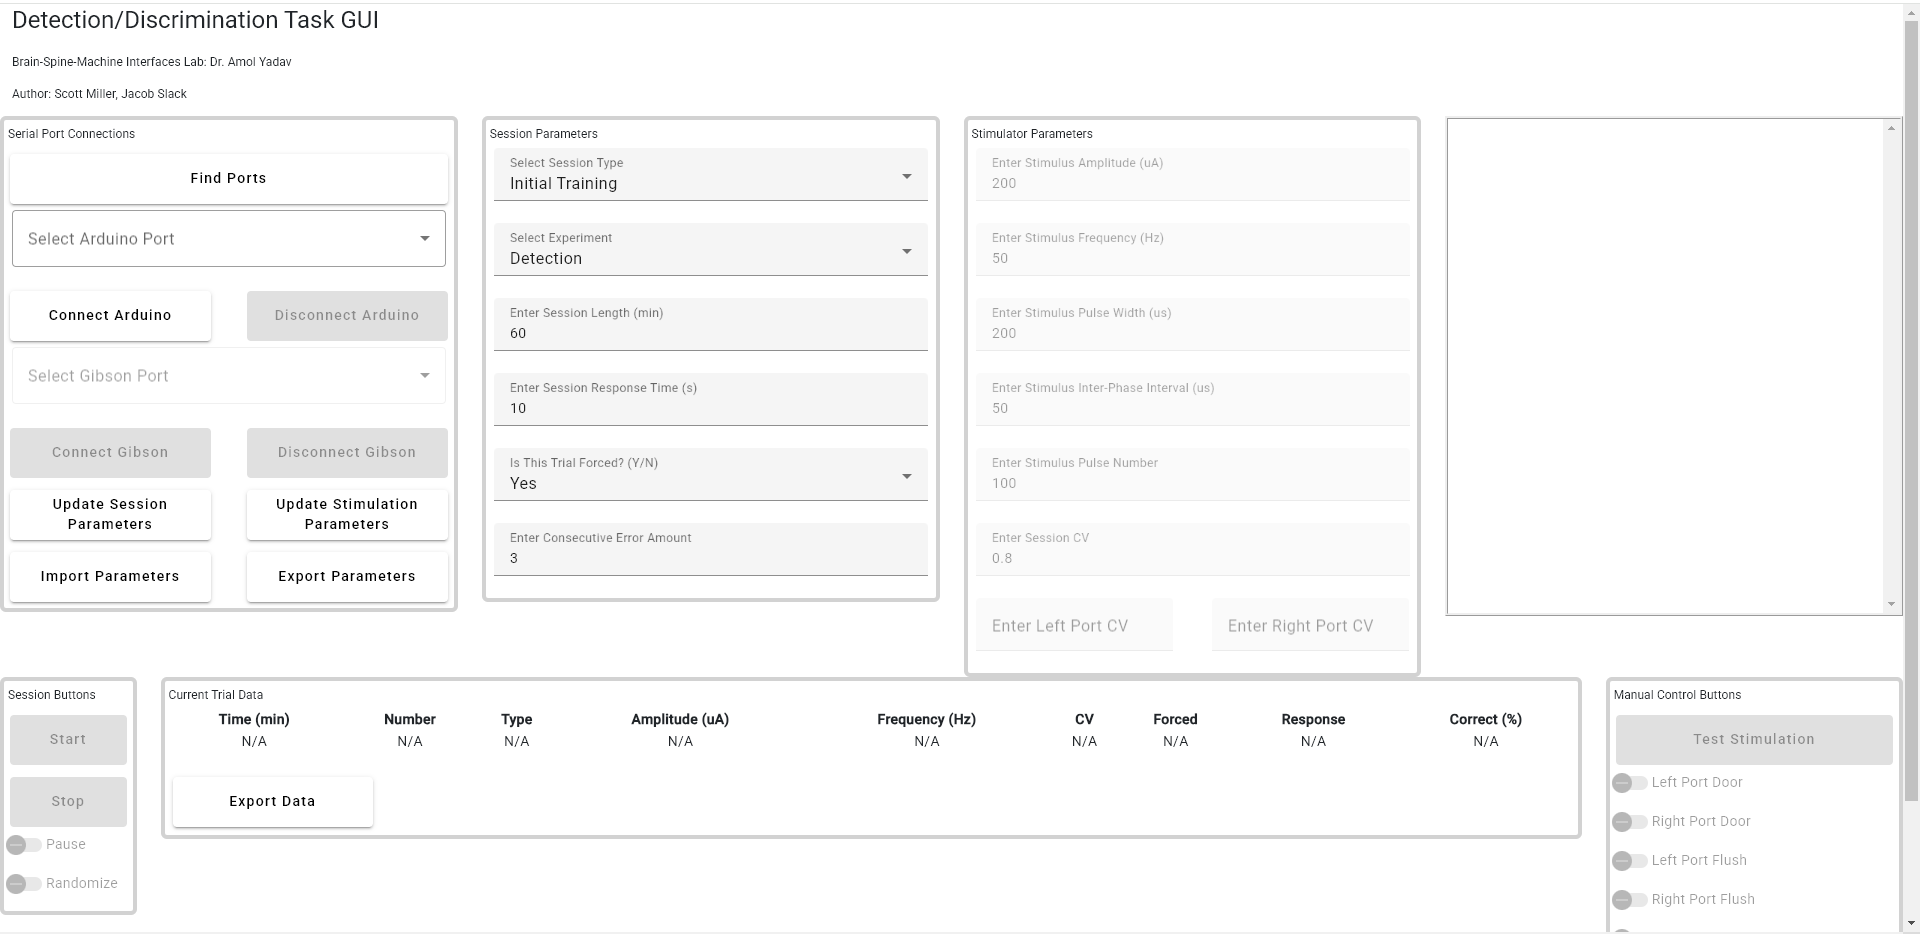 Detection/Discrimination Task GUI
Brain-Spine-Machine Interfaces Lab: Dr. Amol Yadav
Author: Scott Miller, Jacob Slack
Serial Port Connections
Find Ports
Select Arduino Port
Connect Arduino
Disconnect Arduino
Select Gibson Port
Connect Gibson
Disconnect Gibson
Update Session
Parameters
Update Stimulation
Parameters
Import Parameters
Export Parameters
Session Parameters
Select Session Type
Initial Training
Select Experiment
Detection
Enter Session Length (min)
60
Enter Session Response Time (s)
10
Is This Trial Forced? (Y/N)
Yes
Enter Consecutive Error Amount
3
Stimulator Parameters
Enter Stimulus Amplitude (uA)
200
Enter Stimulus Frequency (Hz)
50
Enter Stimulus Pulse Width (us)
200
Enter Stimulus Inter-Phase Interval (us)
50
Enter Stimulus Pulse Number
100
Enter Session CV
0.8
Enter Left Port CV
Enter Right Port CV
Session Buttons
Start
Stop
Pause
Randomize
Current Trial Data
Time (min) Number Type Amplitude (uA) Frequency (Hz) CV Forced Response Correct (%)
N/A N/A N/A N/A N/A N/A N/A N/A N/A
Export Data
Manual Control Buttons
Test Stimulation
Left Port Door
Right Port Door
Left Port Flush
Right Port Flush